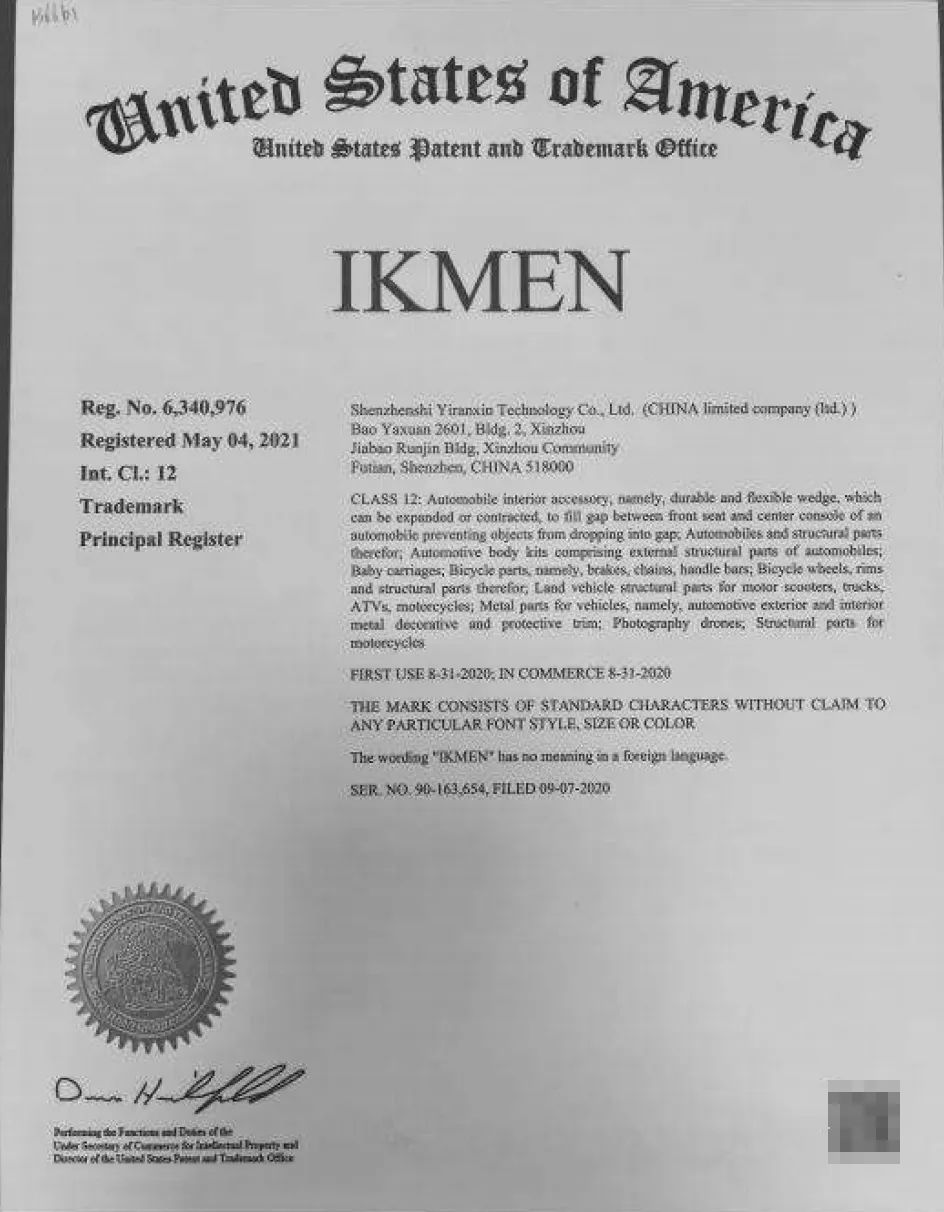 United States of America
United States Patent and Trademark Office
IKMEN
Reg. No. 6,340,976
Registered May 04, 2021
Int. Cl.: 12
Trademark
Principal Register
Shenzhenshi Yiranxin Technology Co., Ltd. (CHINA limited company (ltd.) )
Bao Yaxuan 2601, Bldg. 2, Xinzhou
Jiabao Runjin Bldg, Xinzhou Community
Futian, Shenzhen, CHINA 518000
CLASS 12: Automobile interior accessory, namely, durable and flexible wedge, which
can be expanded or contracted, to fill gap between front seat and center console of an
automobile preventing objects from dropping into gap; Automobiles and structural parts
therefor; Automotive body kits comprising external structural parts of automobiles;
Baby carriages; Bicycle parts, namely, brakes, chains, handle bars; Bicycle wheels, rims
and structural parts therefor; Land vehicle structural parts for motor scooters, trucks,
ATVs, motorcycles; Metal parts for vehicles, namely, automotive exterior and interior
metal decorative and protective trim; Photography drones; Structural parts for
motorcycles
FIRST USE 8-31-2020; IN COMMERCE 8-31-2020
THE MARK CONSISTS OF STANDARD CHARACTERS WITHOUT CLAIM TO
ANY PARTICULAR FONT STYLE, SIZE OR COLOR
The wording "IKMEN" has no meaning in a foreign language.
SER. NO. 90-163,654, FILED 09-07-2020
Performing the Functions and Duties of the
Under Secretary of Commerce for Intellectual Property and
Director of the United States Patent and Trademark Office